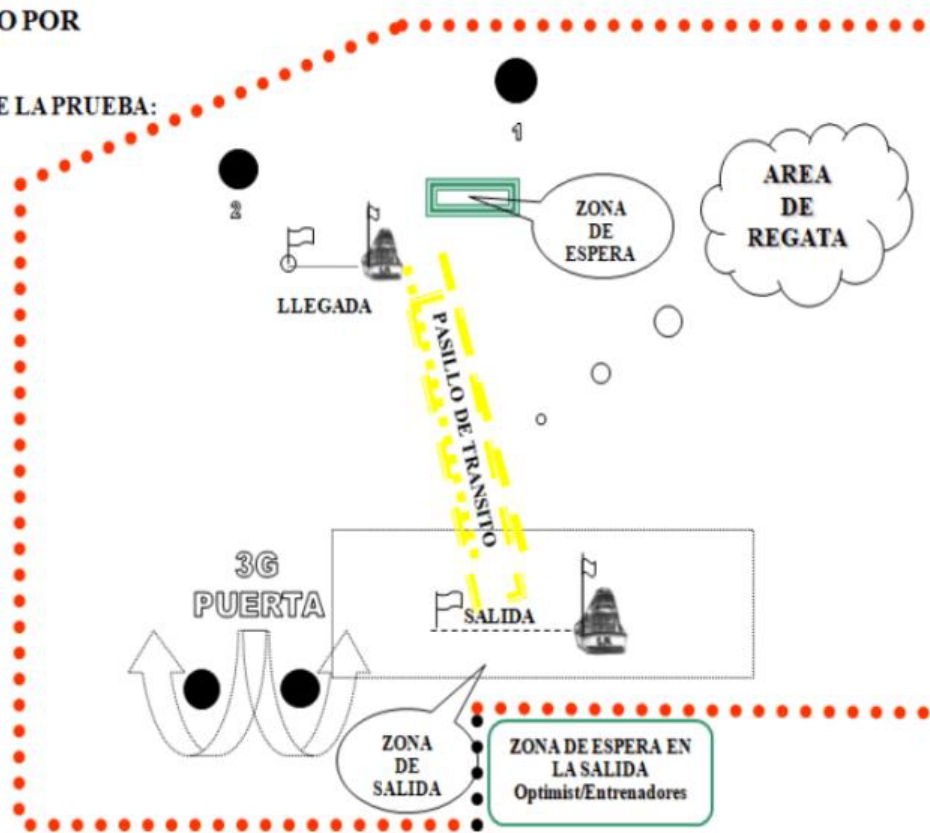 O POR
E LA PRUEBA:
1
2
AREA
DE
REGATA
ZONA
DE
ESPERA
LLEGADA
PASILLO DE TRANSITO
3G
PUERTA
SALIDA
ZONA
DE
SALIDA
ZONA DE ESPERA EN
LA SALIDA
Optimist/Entrenadores